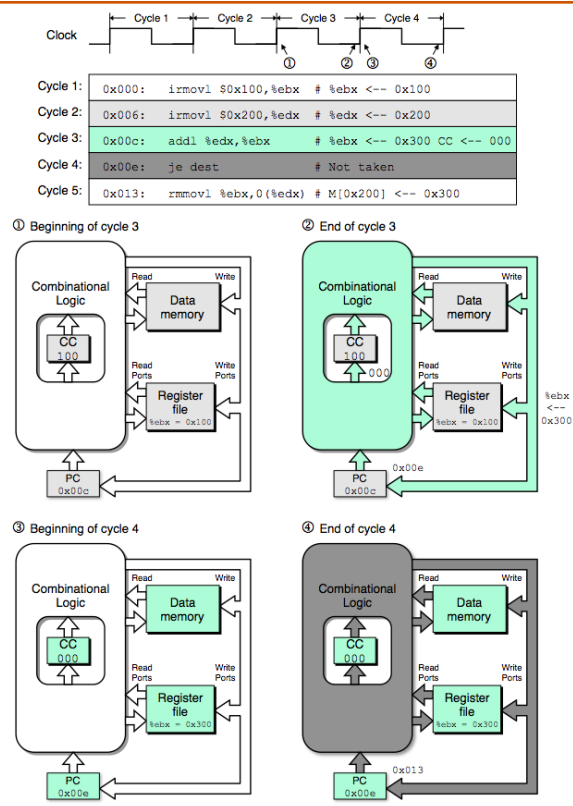 Cycle 1 Cycle 2 Cycle 3 Cycle 4
Clock
① ② ③ ④
Cycle 1: 0x000: irmovl $0x100,%ebx # %ebx <-- 0x100
Cycle 2: 0x006: irmovl $0x200,%edx # %edx <-- 0x200
Cycle 3: 0x00c: addl %edx,%ebx # %ebx <-- 0x300 CC <-- 000
Cycle 4: 0x00e: je dest # Not taken
Cycle 5: 0x013: rmmovl %ebx,0(%edx) # M[0x200] <-- 0x300
① Beginning of cycle 3
Combinational
Logic
CC
100
Read
Write
Data
memory
Read
Ports
Write
Ports
Register
file
%ebx = 0x100
PC
0x00c
② End of cycle 3
Combinational
Logic
CC
100
000
Read
Write
Data
memory
Read
Ports
Write
Ports
Register
file
%ebx = 0x100
%ebx
<--
0x300
0x00e
PC
0x00c
③ Beginning of cycle 4
Combinational
Logic
CC
000
Read
Write
Data
memory
Read
Ports
Write
Ports
Register
file
%ebx = 0x300
PC
0x00e
④ End of cycle 4
Combinational
Logic
CC
000
Read
Write
Data
memory
Read
Ports
Write
Ports
Register
file
%ebx = 0x300
0x013
PC
0x00e